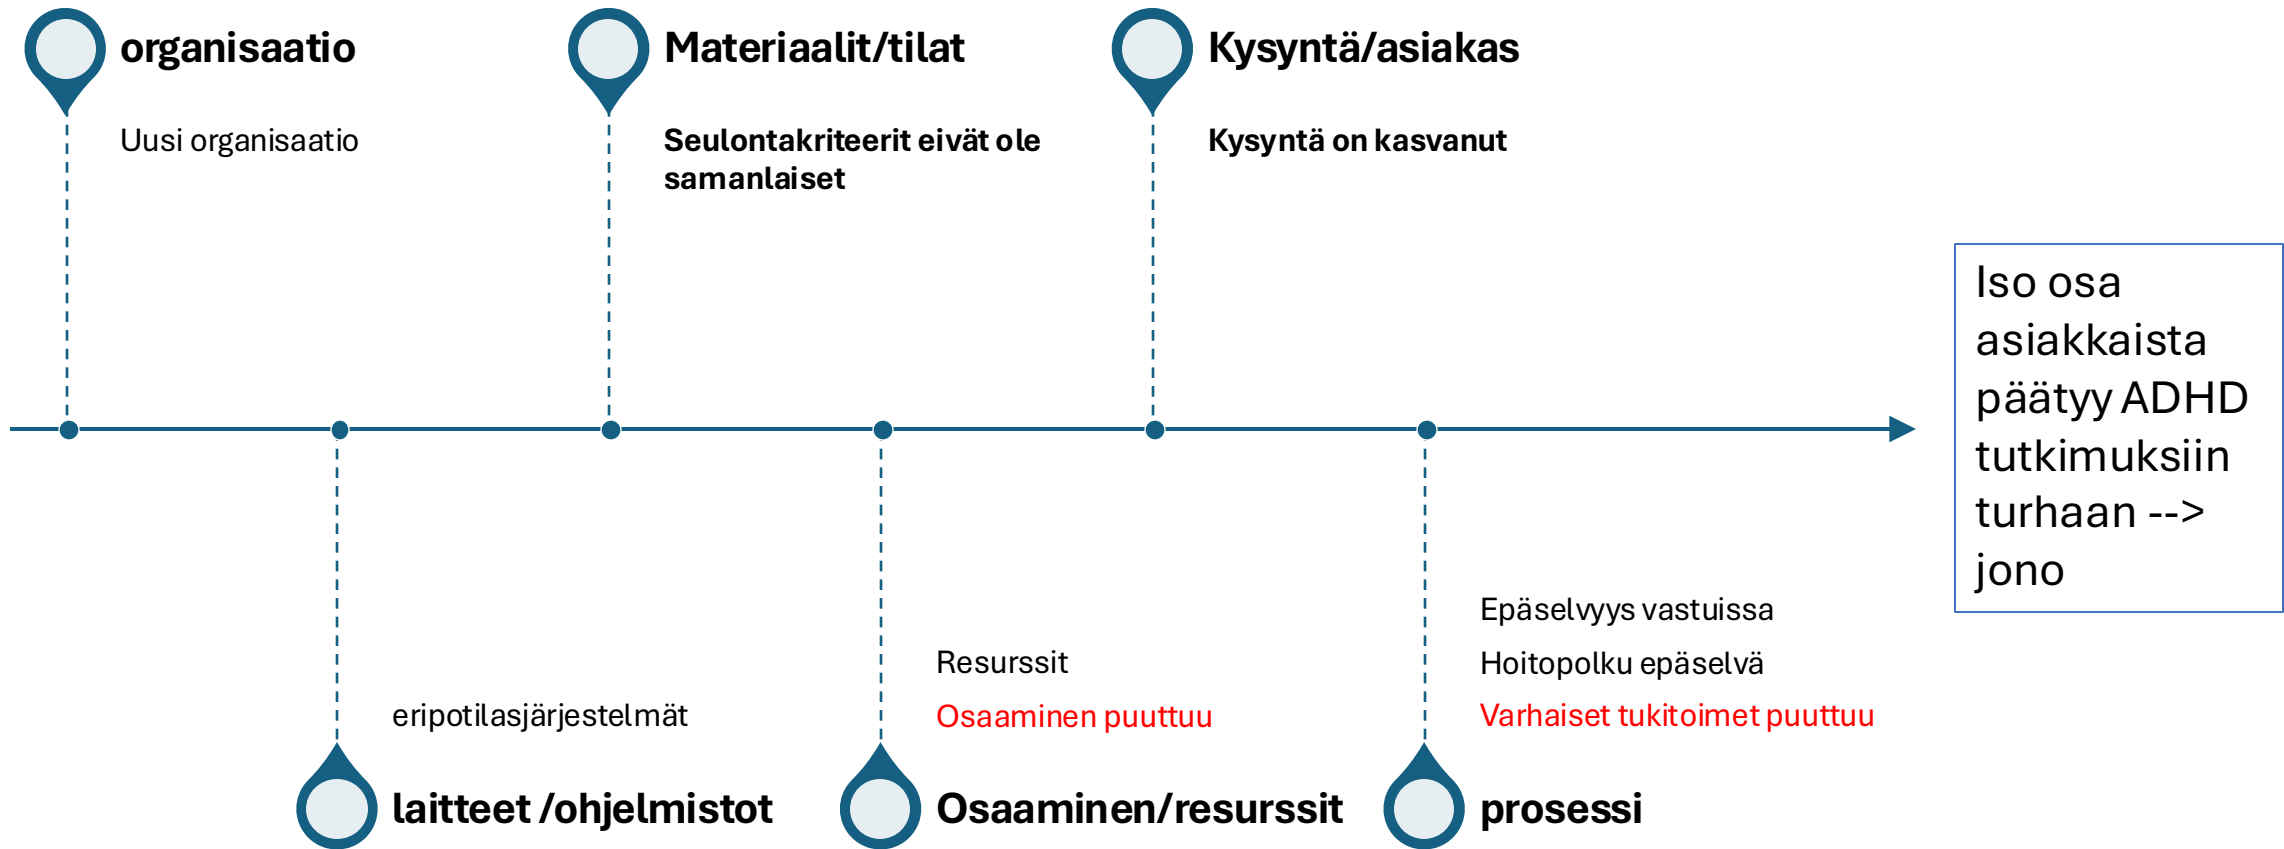 organisaatio
Uusi organisaatio
Materiaalit/tilat
Seulontakriteerit eivät ole
samanlaiset
Kysyntä/asiakas
Kysyntä on kasvanut
Iso osa
asiakkaista
päätyy ADHD
tutkimuksiin
turhaan -->
jono
eripotilasjärjestelmät
laitteet /ohjelmistot
Resurssit
Osaaminen puuttuu
Osaaminen/resurssit
Epäselvyys vastuissa
Hoitopolku epäselvä
Varhaiset tukitoimet puuttuu
prosessi